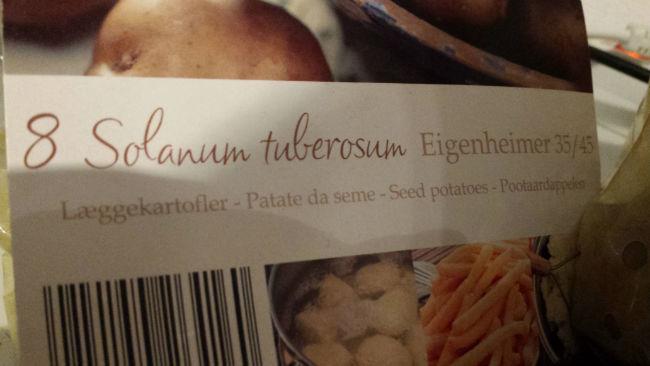 8 Solanum tuberosum Eigenheimer 35/45
Læggekartofler - Patate da seme - Seed potatoes - Pootaardappelen